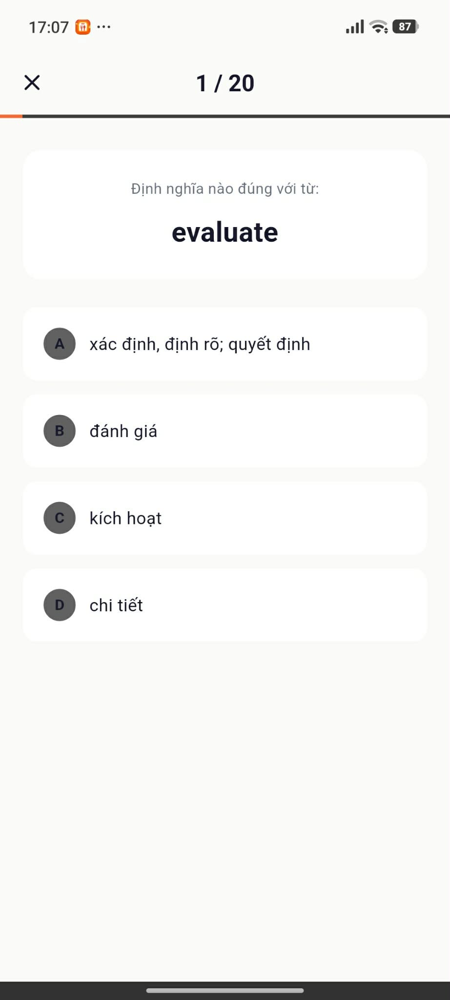 17:07 ... 87
1 / 20
Định nghĩa nào đúng với từ:
evaluate
A xác định, định rõ; quyết định
B đánh giá
C kích hoạt
D chi tiết